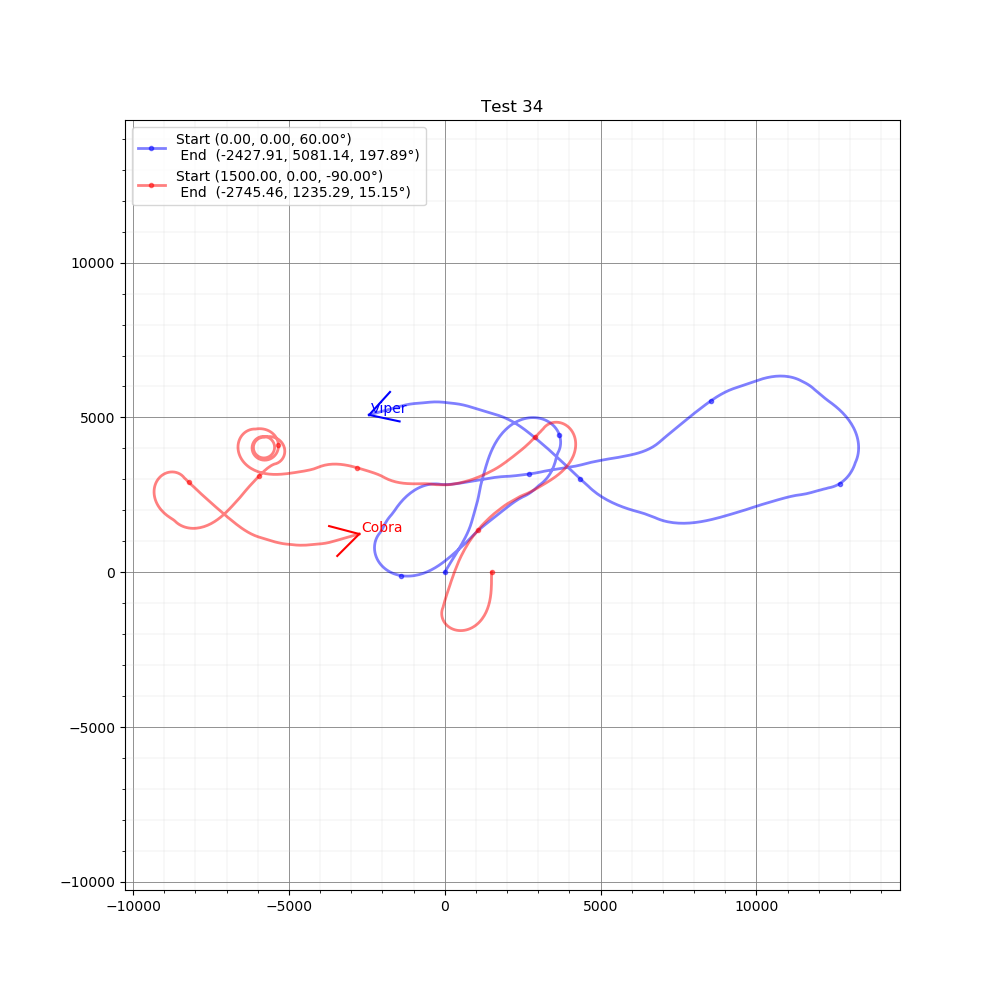 Test 34
Start (0.00, 0.00, 60.00°)
End  (-2427.91, 5081.14, 197.89°)
Start (1500.00, 0.00, -90.00°)
End  (-2745.46, 1235.29, 15.15°)
10000
5000
0
−5000
−10000
Viper
Cobra
−10000 −5000 0 5000 10000